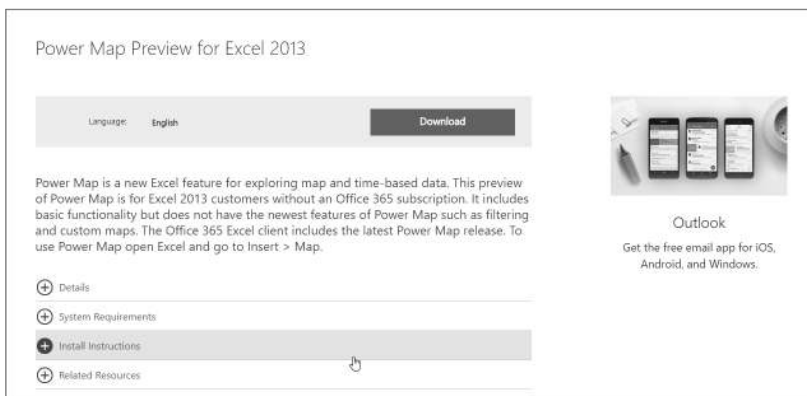 Power Map Preview for Excel 2013
Language: English
Download
Power Map is a new Excel feature for exploring map and time-based data. This preview
of Power Map is for Excel 2013 customers without an Office 365 subscription. It includes
basic functionality but does not have the newest features of Power Map such as filtering
and custom maps. The Office 365 Excel client includes the latest Power Map release. To
use Power Map open Excel and go to Insert > Map.
Details
System Requirements
Install Instructions
Related Resources
Outlook
Get the free email app for iOS,
Android, and Windows.